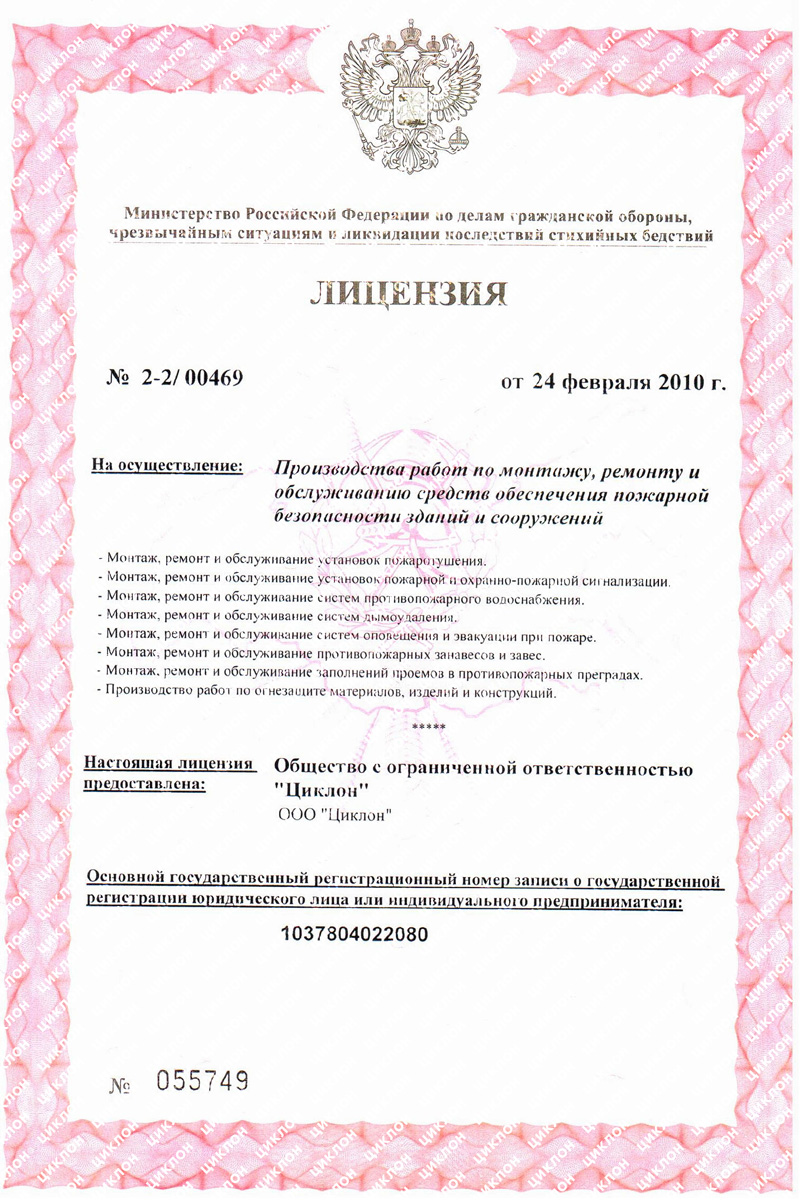 Министерство Российской Федерации по делам гражданской обороны,
чрезвычайным ситуациям и ликвидации последствий стихийных бедствий
ЛИЦЕНЗИЯ
№ 2-2/ 00469
от 24 февраля 2010 г.
На осуществление:
Производства работ по монтажу, ремонту и
обслуживанию средств обеспечения пожарной
безопасности зданий и сооружений
- Монтаж, ремонт и обслуживание установок пожаротушения.
- Монтаж, ремонт и обслуживание установок пожарной и охранно-пожарной сигнализации.
- Монтаж, ремонт и обслуживание систем противопожарного водоснабжения.
- Монтаж, ремонт и обслуживание систем дымоудаления.
- Монтаж, ремонт и обслуживание систем оповещения и эвакуации при пожаре.
- Монтаж, ремонт и обслуживание противопожарных занавесов и завес.
- Монтаж, ремонт и обслуживание заполнений проемов в противопожарных преградах.
- Производство работ по огнезащите материалов, изделий и конструкций.
*****
Настоящая лицензия
предоставлена:
Общество с ограниченной ответственностью
"Циклон"
ООО "Циклон"
Основной государственный регистрационный номер записи о государственной
регистрации юридического лица или индивидуального предпринимателя:
1037804022080
№ 055749
ЦИКЛОН